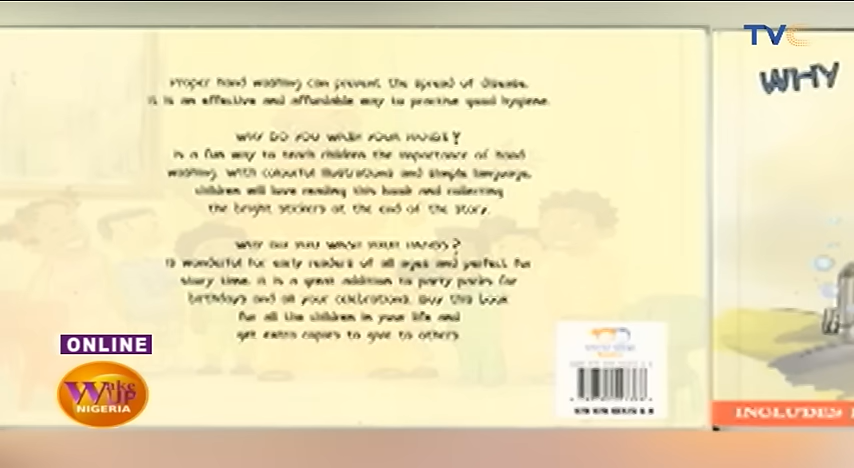 TVC
WHY
Proper hand washing can prevent the spread of disease.
It is an effective and affordable way to practise good hygiene.
WHY DO YOU WASH YOUR HANDS?
is a fun way to teach children the importance of hand
washing. With colourful illustrations and simple language,
children will love reading this book and collecting
the bright stickers at the end of the story.
WHY DO YOU WASH YOUR HANDS?
is wonderful for early readers of all ages and perfect for
story time. It is a great addition to party packs for
birthdays and all your celebrations. Buy this book
for all the children in your life and
get extra copies to give to others
ONLINE
Wake
UP
NIGERIA
INCLUDES